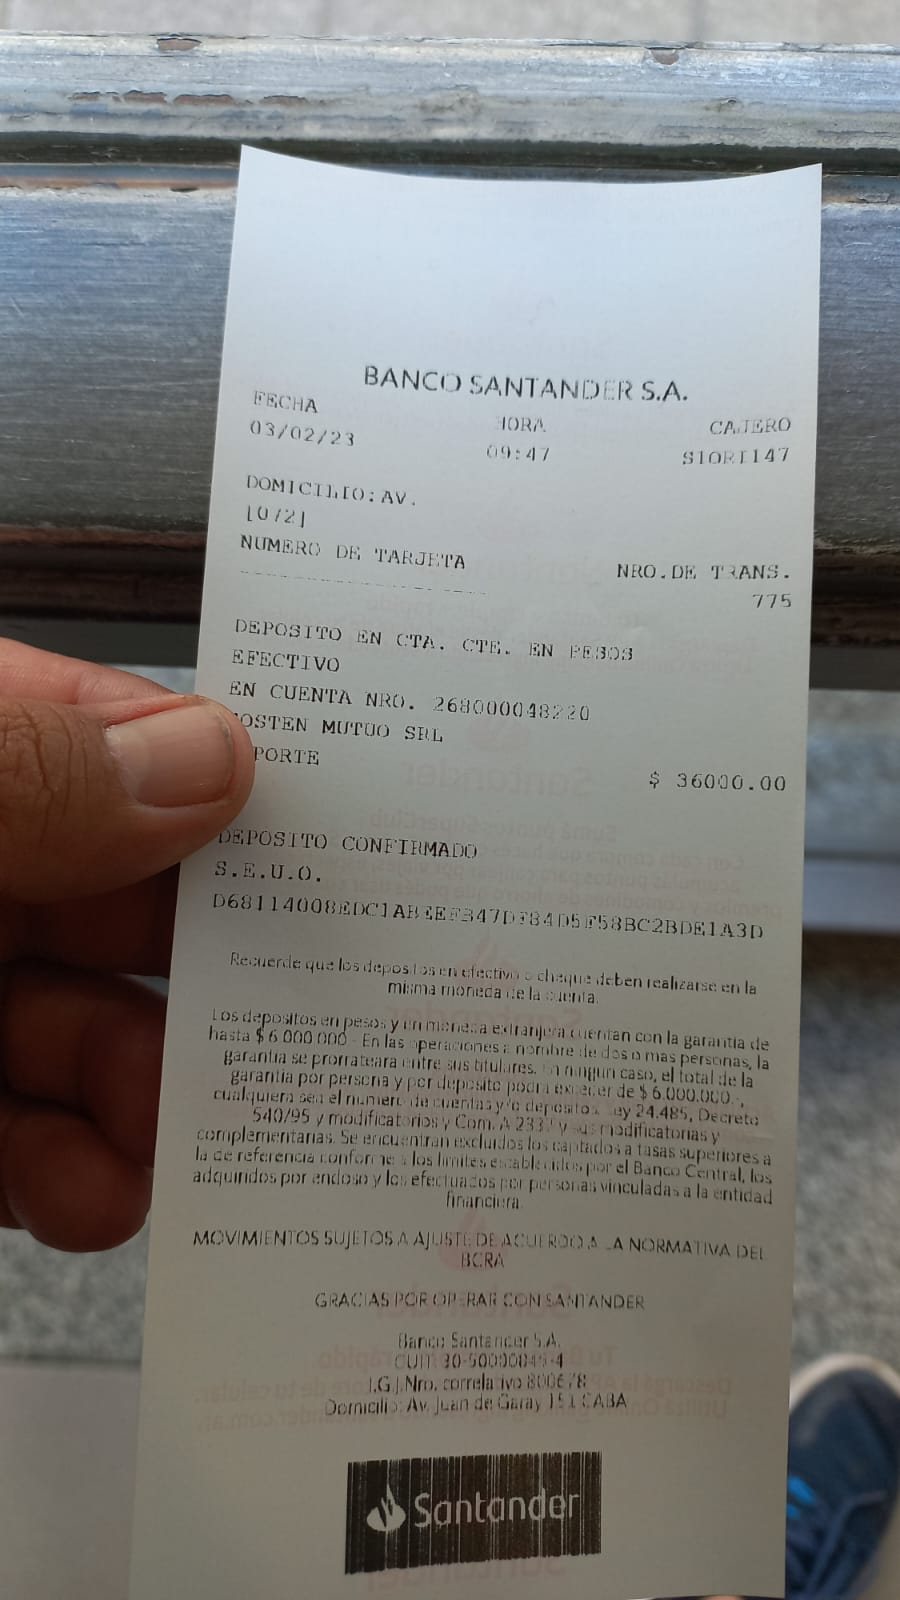 BANCO SANTANDER S.A.
FECHA HORA CAJERO
03/02/23 09:47 S1ORI147
DOMICILIO: AV.
[072]
NUMERO DE TARJETA NRO. DE TRANS.
775
DEPOSITO EN CTA. CTE. EN PESOS
EFECTIVO
EN CUENTA NRO. 268000048220
OSTEN MUTUO SRL
PORTE $ 36000.00
DEPOSITO CONFIRMADO
S.E.U.O.
D68114008EDC1ABEEFB47DF84D5F58BC2BDE1A3D
Recuerde que los depositos en efectivo o cheque deben realizarse en la
misma moneda de la cuenta.
Los depositos en pesos y en moneda extranjera cuentan con la garantia de
hasta $ 6.000.000 - En las operaciones a nombre de dos o mas personas, la
garantia se prorrateara entre sus titulares. En ningun caso, el total de la
garantia por persona y por deposito podra exceder de $ 6.000.000.-,
cualquiera sea el numero de cuentas y/o depositos. Ley 24.485, Decreto
540/95 y modificatorios y Com. A 2337 y sus modificatorias y
complementarias. Se encuentran excluidos los captados a tasas superiores a
la de referencia conforme a los limites establecidos por el Banco Central, los
adquiridos por endoso y los efectuados por personas vinculadas a la entidad
financiera.
MOVIMIENTOS SUJETOS A AJUSTE DE ACUERDO A LA NORMATIVA DEL
BCRA
GRACIAS POR OPERAR CON SANTANDER
Banco Santander S.A.
CUIT
I.G.J. Nro. correlativo 800678
Domicilio: Av. Juan de Garay 151 CABA
Santander